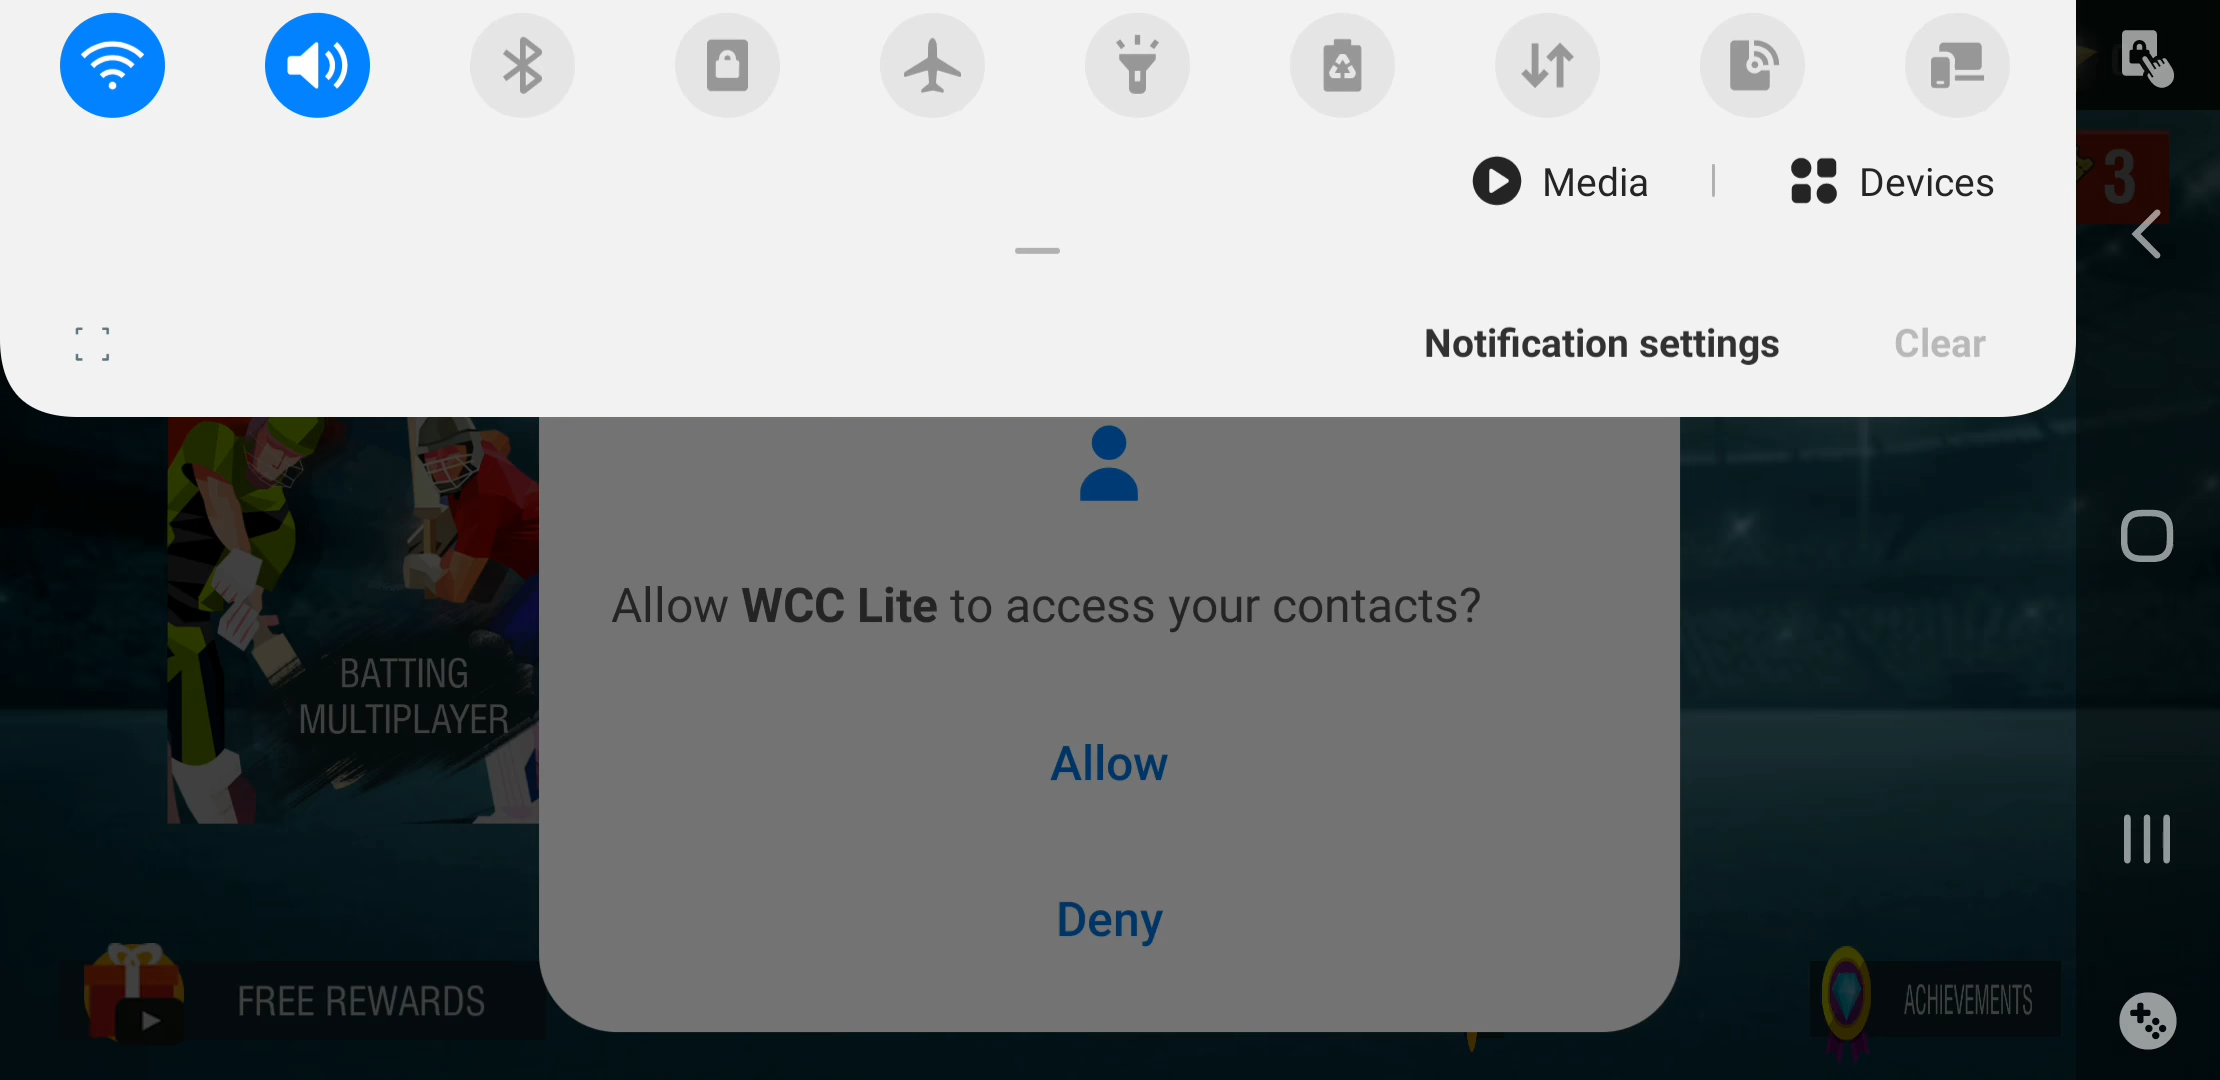 Media
Devices
Notification settings
Clear
3
Allow WCC Lite to access your contacts?
BATTING
MULTIPLAYER
Allow
Deny
FREE REWARDS
ACHIEVEMENTS